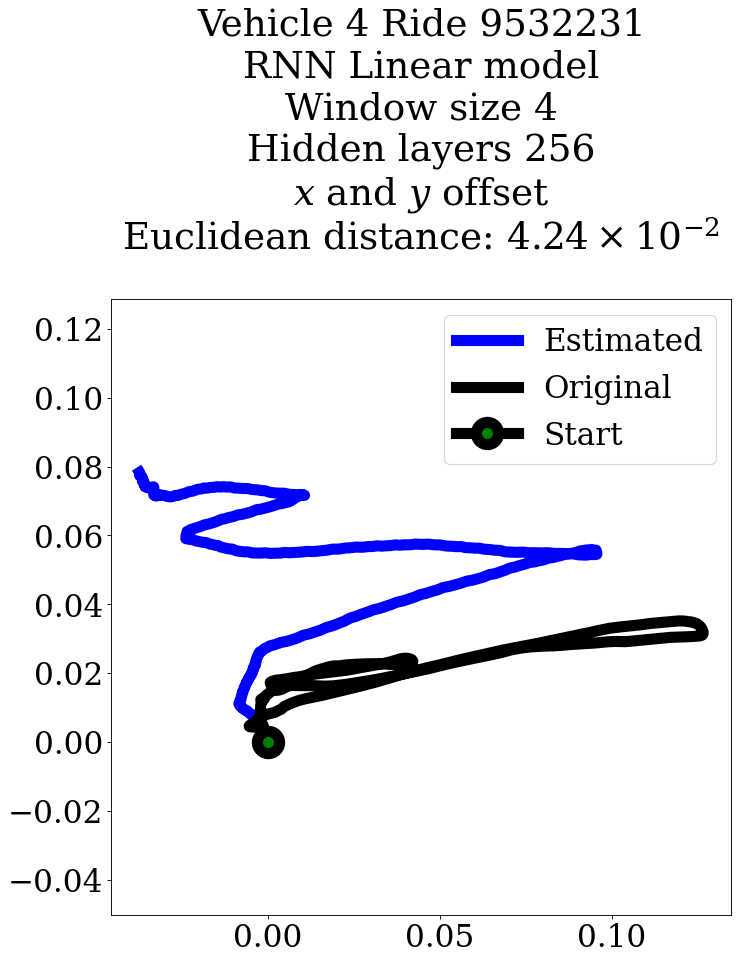 Vehicle 4 Ride 9532231
RNN Linear model
Window size 4
Hidden layers 256
x and y offset
Euclidean distance: 4.24 × 10⁻²
Estimated
Original
Start
0.12
0.10
0.08
0.06
0.04
0.02
0.00
−0.02
−0.04
0.00 0.05 0.10